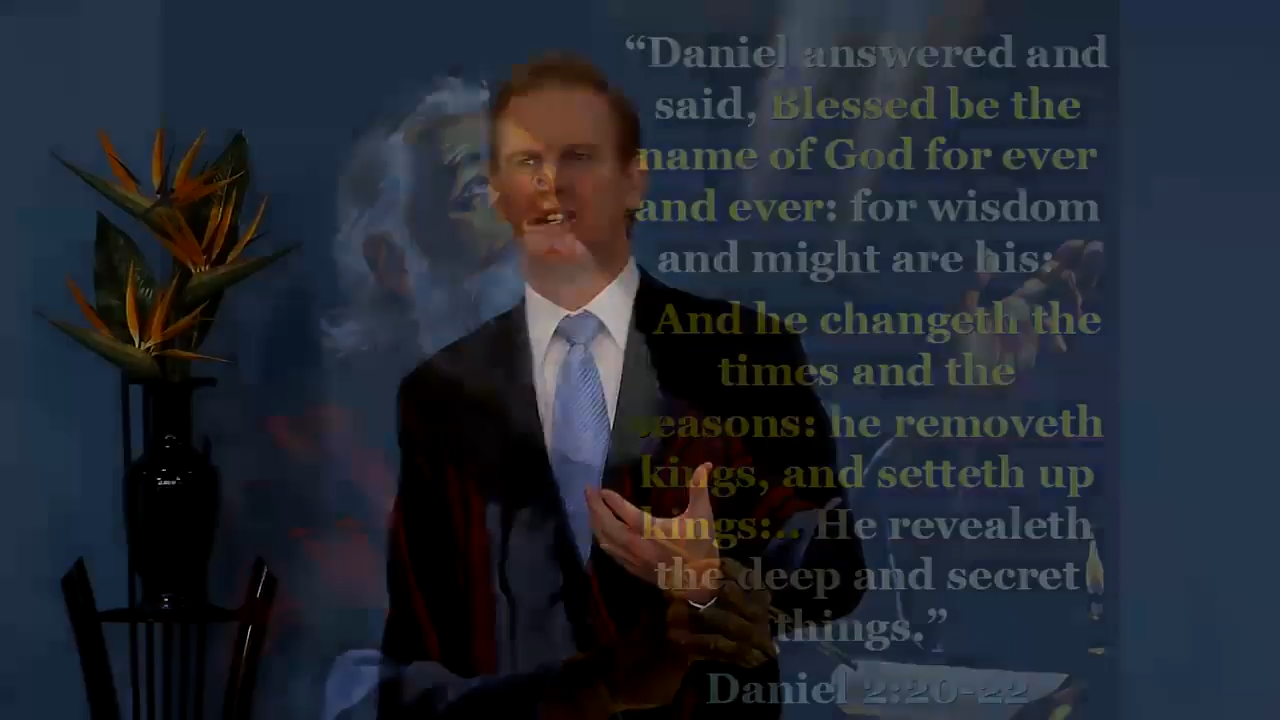 “Daniel answered and
said, Blessed be the
name of God for ever
and ever: for wisdom
and might are his:
And he changeth the
times and the
seasons: he removeth
kings, and setteth up
kings:.. He revealeth
the deep and secret
things.”
Daniel 2:20-22